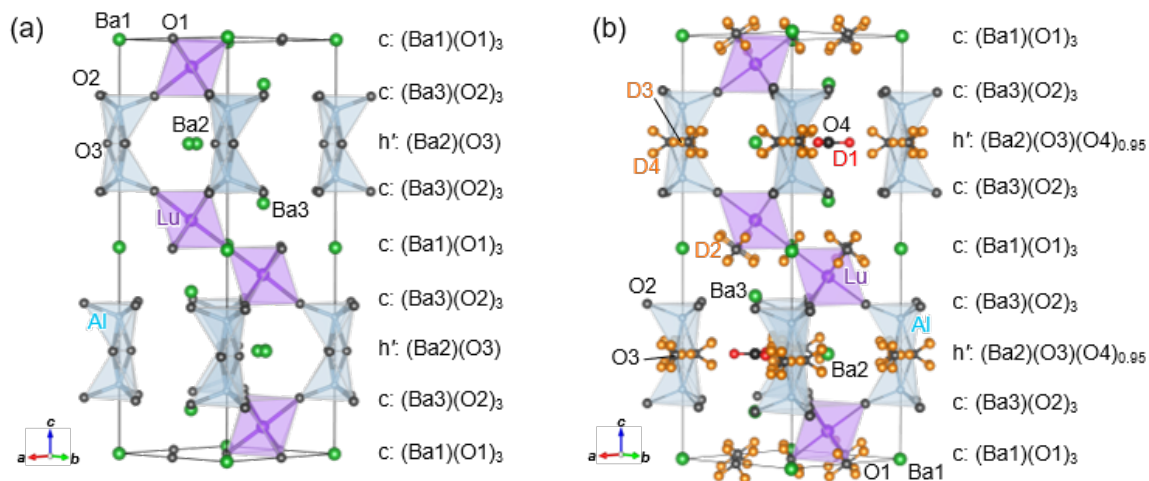 (a)
Ba1
O1
c: (Ba1)(O1)₃
O2
c: (Ba3)(O2)₃
Ba2
O3
h′: (Ba2)(O3)
c: (Ba3)(O2)₃
Ba3
Lu
c: (Ba1)(O1)₃
c: (Ba3)(O2)₃
Al
h′: (Ba2)(O3)
c: (Ba3)(O2)₃
c
a
b
c: (Ba1)(O1)₃
(b)
c: (Ba1)(O1)₃
D3
c: (Ba3)(O2)₃
O4
h′: (Ba2)(O3)(O4)₀.₉₅
D4
D1
c: (Ba3)(O2)₃
D2
c: (Ba1)(O1)₃
Lu
Ba3
O2
c: (Ba3)(O2)₃
Al
O3
h′: (Ba2)(O3)(O4)₀.₉₅
Ba2
c: (Ba3)(O2)₃
c
a
b
O1
Ba1
c: (Ba1)(O1)₃